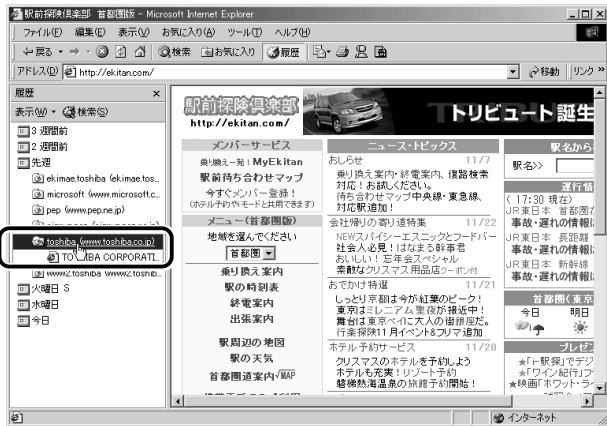 駅前探険倶楽部 首都圏版 - Microsoft Internet Explorer
ファイル(F) 編集(E) 表示(V) お気に入り(A) ツール(T) ヘルプ(H)
戻る 検索 お気に入り 履歴
アドレス(D) http://ekitan.com/ 移動 リンク
履歴
表示(V) 検索(S)
3 週間前
2 週間前
先週
ekimae.toshiba (ekimae.tos...
microsoft (www.microsoft.c...
pep (www.pep.ne.jp)
toshiba (www.toshiba.co.jp)
TOSHIBA CORPORATI...
www2.toshiba (www2.toshib...
火曜日
水曜日
今日
駅前探険倶楽部
http://ekitan.com/
トリビュート 誕生
メンバーサービス
乗り換え一発!MyEkitan
駅前待ち合わせマップ
今すぐメンバー登録!
(ホテル予約やiモードと共用できます)
メニュー(首都圏版)
地域を選んでください
首都圏
乗り換え案内
駅の時刻表
終電案内
出張案内
駅周辺の地図
駅の天気
首都圏道案内√MAP
ニュース・トピックス
おしらせ 11/7
乗り換え案内・終電案内、復路検索
対応!お試しください。
待ち合わせマップ中央線・東急線、
対応駅追加!
会社帰りの寄り道特集 11/22
NEWスパイシーエスニックとフードバー
社会人必見!はなまる幹事君
おいしい!忘年会スペシャル
素敵なクリスマス用品店クーポン付
おでかけ特選 11/21
しっとり京都は今が紅葉のピーク!
東京はミレニアム聖夜が接近中!
舞台は東京ベイに大人の街銀座だ。
行楽探険11月イベント&フリマ追加
ホテル予約サービス 11/20
クリスマスのホテルを予約しよう
ホテルも充実!リゾート予約
磐梯熱海温泉の旅館予約開始!
駅名から
駅名>>
運行情
(17:30 現在)
JR東日本 首都圏
事故・遅れの情報
JR東日本 長距離
事故・遅れの情報
JR東日本 新幹線
事故・遅れの情報
首都圏(東京
今日 明日
プレゼン
★「i-駅探」でデジ
★「ワイン紀行」
★映画「ホワット・ライ
インターネット